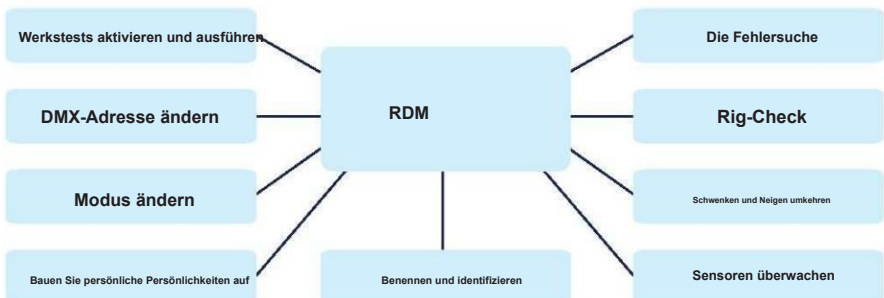 Werkstests aktivieren und ausführen
Die Fehlersuche
DMX-Adresse ändern
RDM
Rig-Check
Modus ändern
Schwenken und Neigen umkehren
Bauen Sie persönliche Persönlichkeiten auf
Benennen und identifizieren
Sensoren überwachen